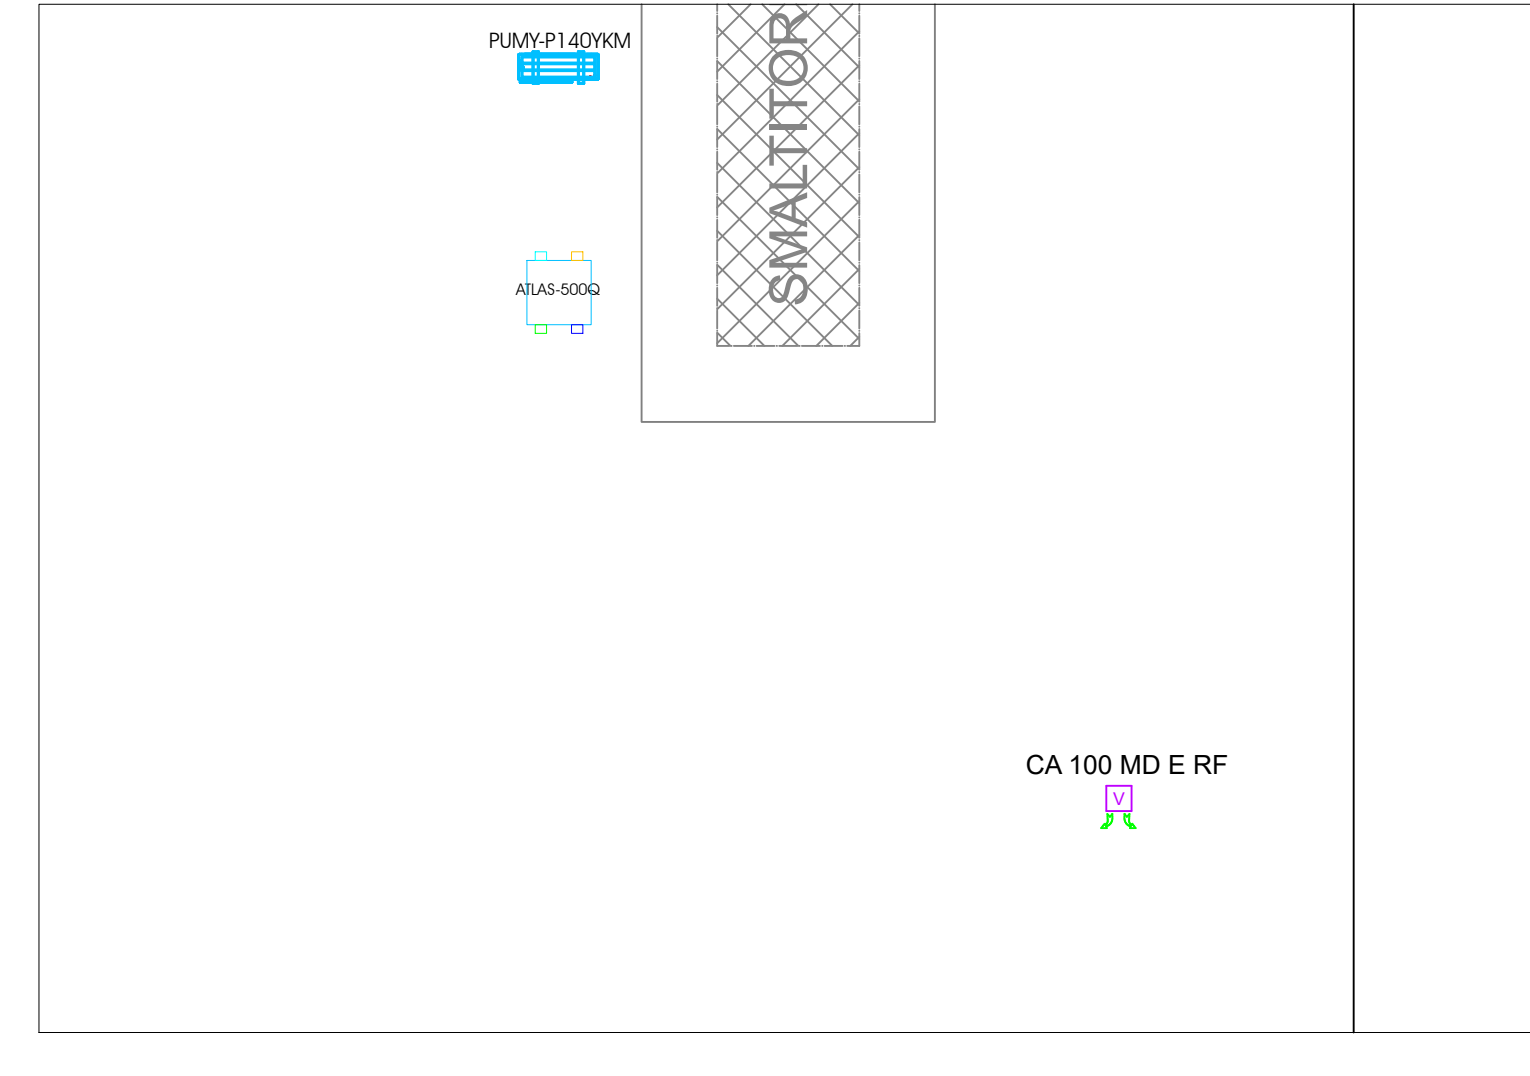 PUMY-P140YKM
SMALTITOR
ATLAS-500Q
CA 100 MD E RF
V